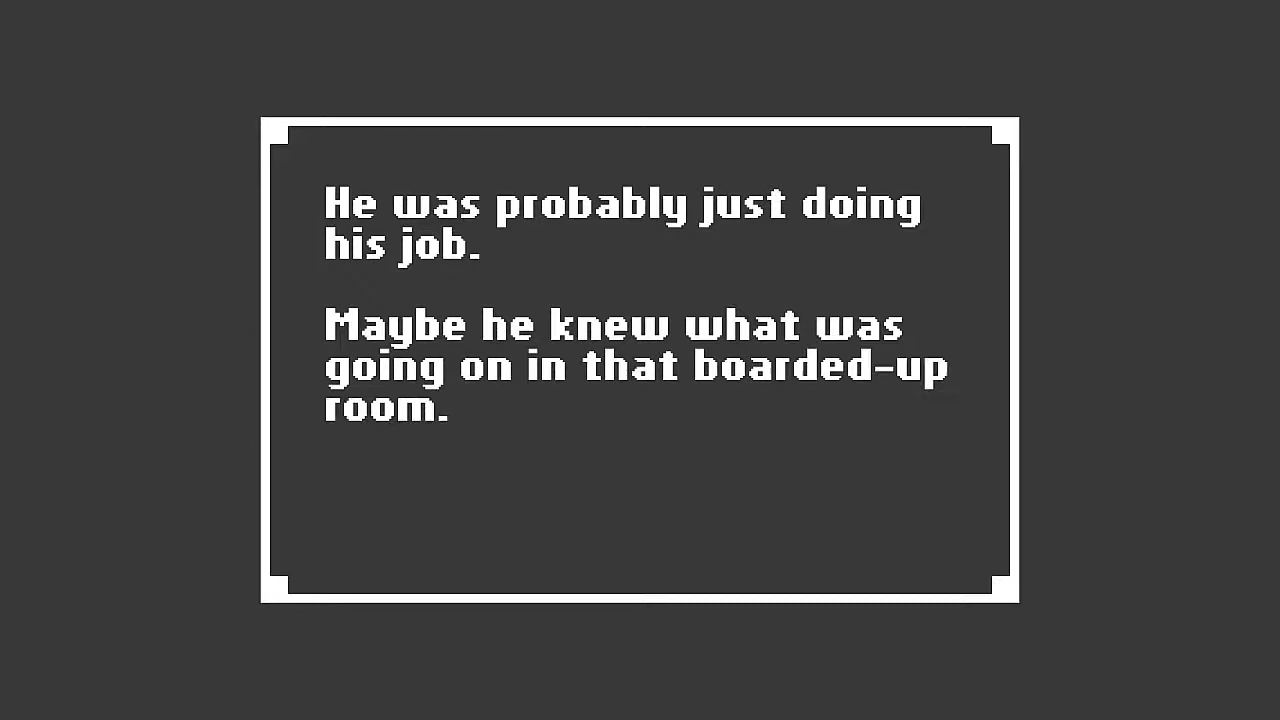 He was probably just doing
his job.
Maybe he knew what was
going on in that boarded-up
room.